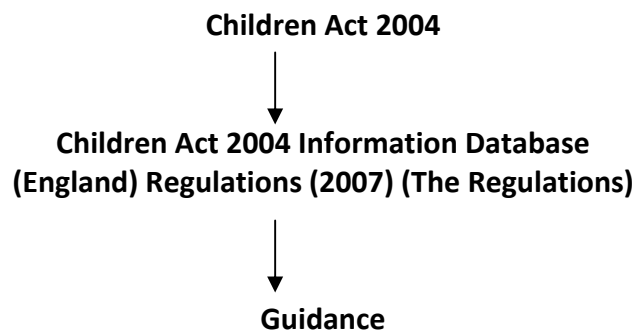 Children Act 2004
Children Act 2004 Information Database
(England) Regulations (2007) (The Regulations)
Guidance